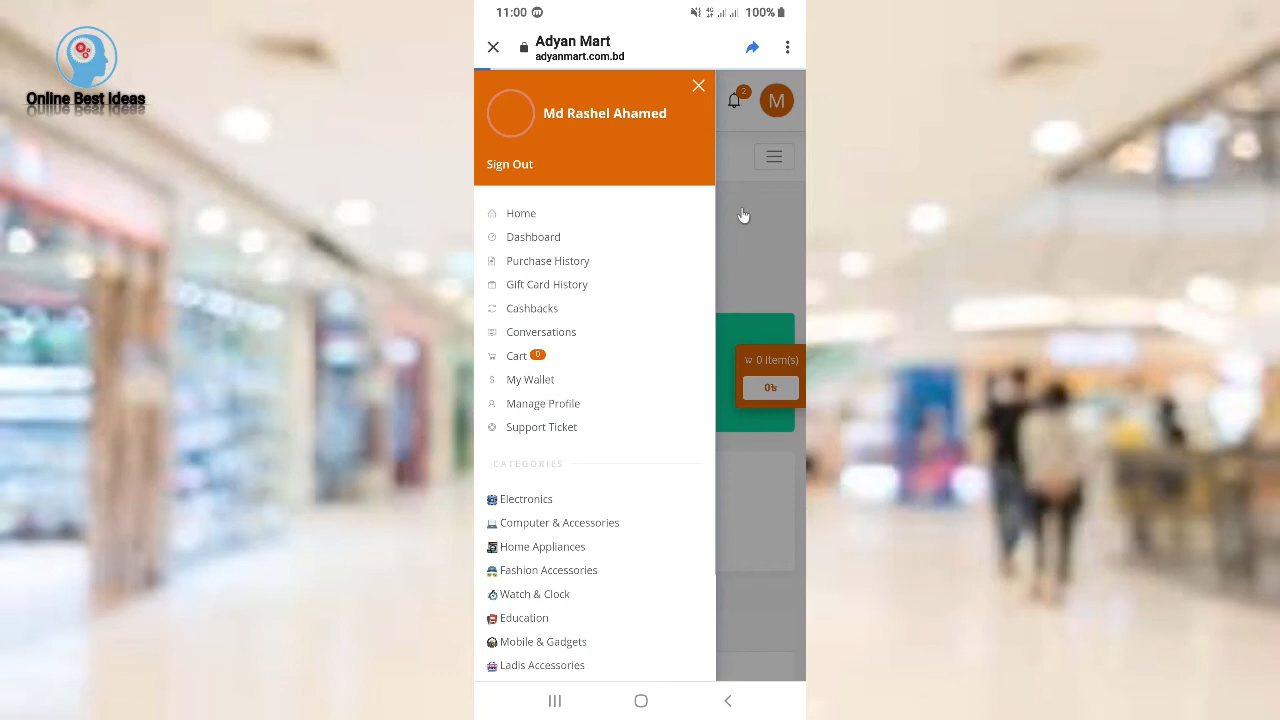 11:00
100%
Adyan Mart
adyanmart.com.bd
Online Best Ideas
2
M
Md Rashel Ahamed
Sign Out
Home
Dashboard
Purchase History
Gift Card History
Cashbacks
Conversations
Cart 0
0 Item(s)
My Wallet
0৳
Manage Profile
Support Ticket
CATEGORIES
Electronics
Computer & Accessories
Home Appliances
Fashion Accessories
Watch & Clock
Education
Mobile & Gadgets
Ladis Accessories